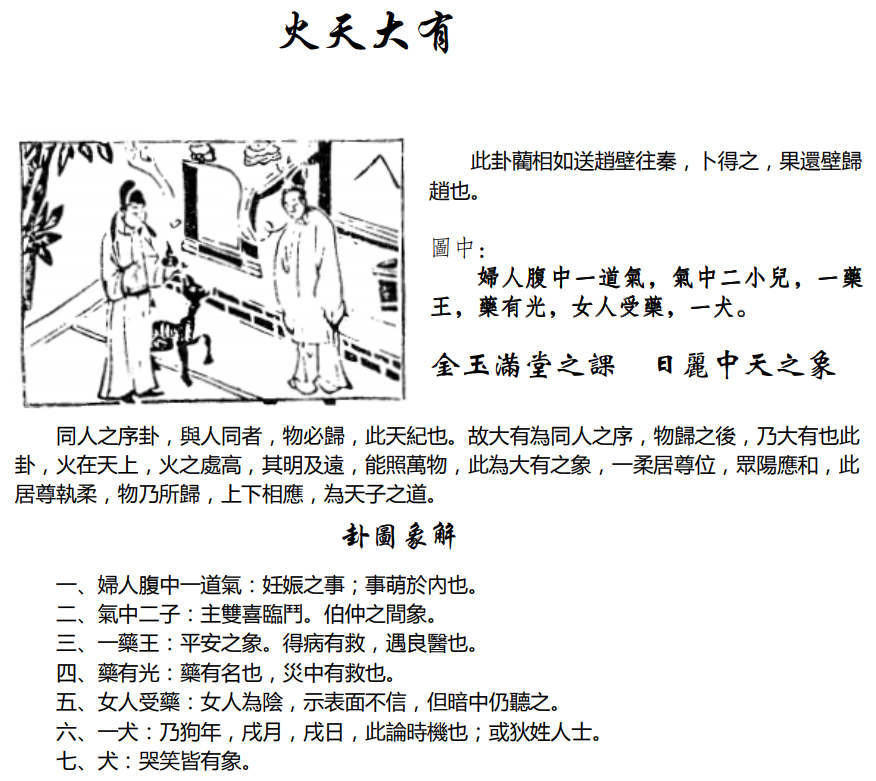 火天大有
此卦藺相如送趙壁往秦，卜得之，果還壁歸
趙也。
圖中：
婦人腹中一道氣，氣中二小兒，一藥
王，藥有光，女人受藥，一犬。
金玉滿堂之課　日麗中天之象
同人之序卦，與人同者，物必歸，此天紀也。故大有為同人之序，物歸之後，乃大有也此
卦，火在天上，火之處高，其明及遠，能照萬物，此為大有之象，一柔居尊位，眾陽應和，此
居尊執柔，物乃所歸，上下相應，為天子之道。
卦圖象解
一、婦人腹中一道氣：妊娠之事；事萌於內也。
二、氣中二子：主雙喜臨鬥。伯仲之間象。
三、一藥王：平安之象。得病有救，遇良醫也。
四、藥有光：藥有名也，災中有救也。
五、女人受藥：女人為陰，示表面不信，但暗中仍聽之。
六、一犬：乃狗年，戌月，戌日，此論時機也；或狄姓人士。
七、犬：哭笑皆有象。